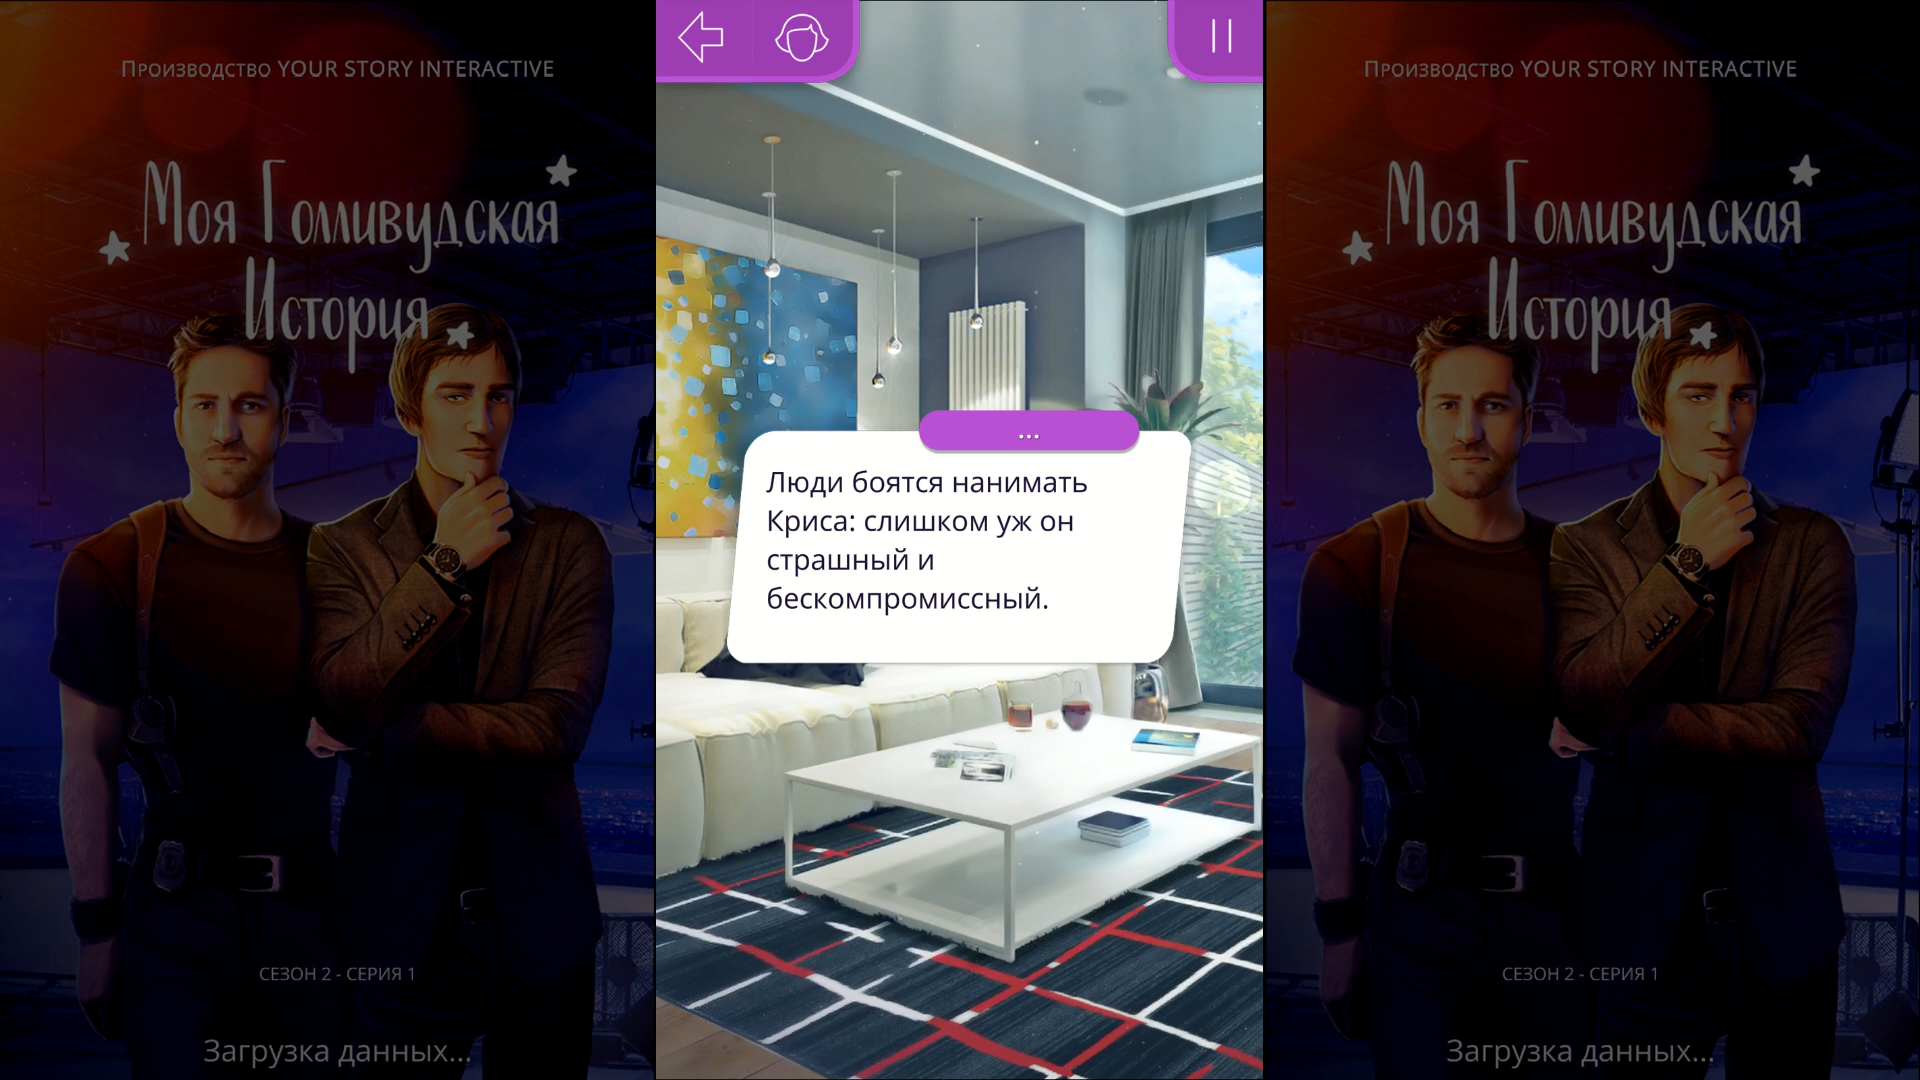 Производство YOUR STORY INTERACTIVE
Моя Голливудская
История
СЕЗОН 2 - СЕРИЯ 1
Загрузка данных...
...
Люди боятся нанимать
Криса: слишком уж он
страшный и
бескомпромиссный.
Производство YOUR STORY INTERACTIVE
Моя Голливудская
История
СЕЗОН 2 - СЕРИЯ 1
Загрузка данных...